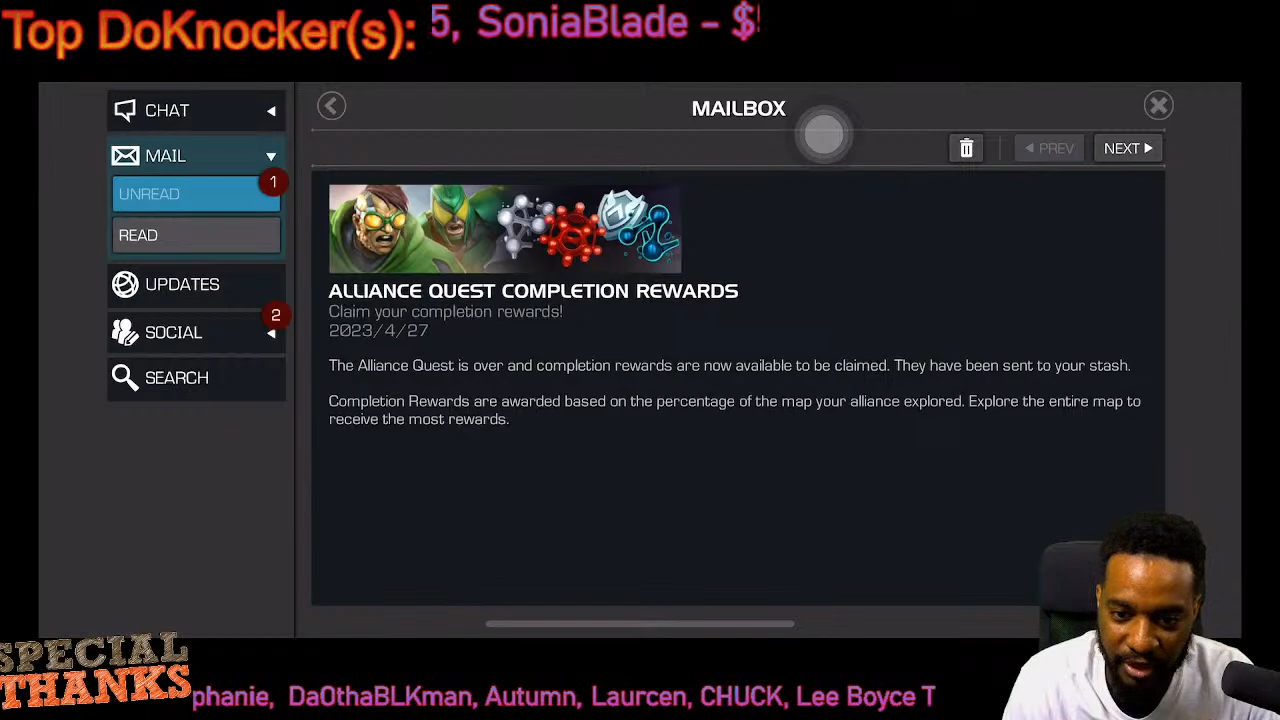 Top DoKnocker(s): 5, SoniaBlade - $
CHAT
MAIL
1
UNREAD
READ
UPDATES
2
SOCIAL
SEARCH
MAILBOX
PREV
NEXT
ALLIANCE QUEST COMPLETION REWARDS
Claim your completion rewards!
2023/4/27
The Alliance Quest is over and completion rewards are now available to be claimed. They have been sent to your stash.
Completion Rewards are awarded based on the percentage of the map your alliance explored. Explore the entire map to
receive the most rewards.
SPECIAL
THANKS
phanie, DaOthaBLKman, Autumn, Laurcen, CHUCK, Lee Boyce T